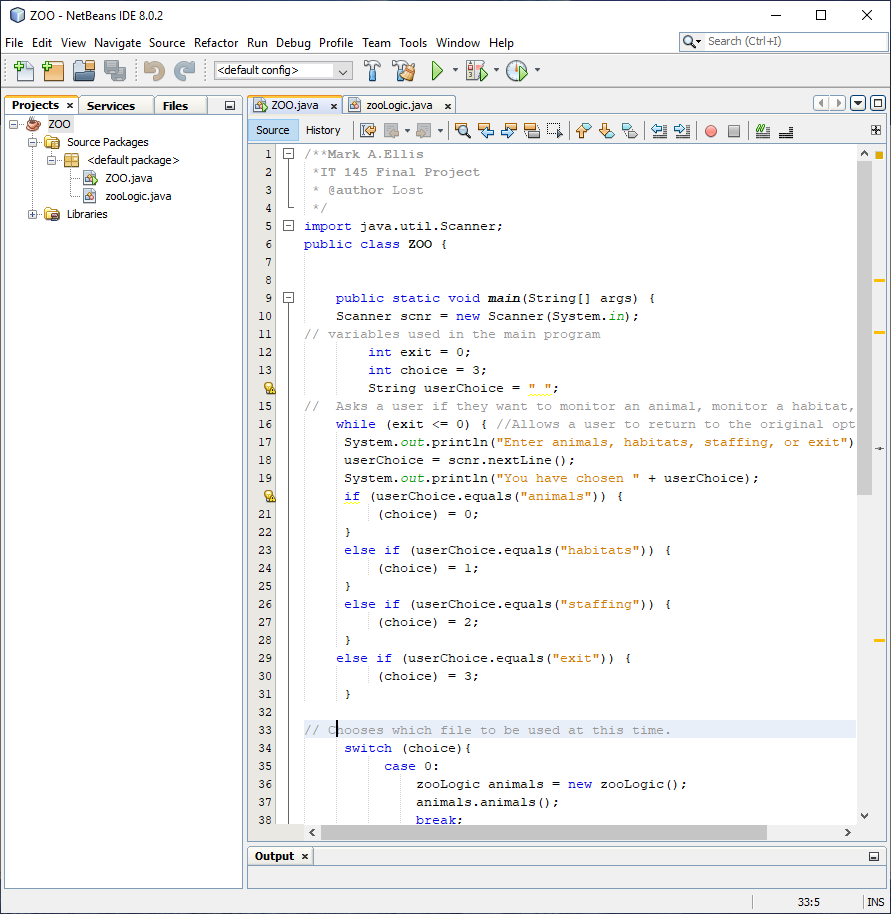 ZOO - NetBeans IDE 8.0.2
File Edit View Navigate Source Refactor Run Debug Profile Team Tools Window Help
Search (Ctrl+I)
<default config>
Projects × Services Files
ZOO
Source Packages
<default package>
ZOO.java
zooLogic.java
Libraries
ZOO.java × zooLogic.java ×
Source History
1 /**Mark A.Ellis
2 *IT 145 Final Project
3 * @author Lost
4 */
5 import java.util.Scanner;
6 public class ZOO {
7
8
9 public static void main(String[] args) {
10 Scanner scnr = new Scanner(System.in);
11 // variables used in the main program
12 int exit = 0;
13 int choice = 3;
String userChoice = " ";
15 //  Asks a user if they want to monitor an animal, monitor a habitat,
16 while (exit <= 0) { //Allows a user to return to the original opt
17 System.out.println("Enter animals, habitats, staffing, or exit")
18 userChoice = scnr.nextLine();
19 System.out.println("You have chosen " + userChoice);
if (userChoice.equals("animals")) {
21 (choice) = 0;
22 }
23 else if (userChoice.equals("habitats")) {
24 (choice) = 1;
25 }
26 else if (userChoice.equals("staffing")) {
27 (choice) = 2;
28 }
29 else if (userChoice.equals("exit")) {
30 (choice) = 3;
31 }
32
33 // Chooses which file to be used at this time.
34 switch (choice){
35 case 0:
36 zooLogic animals = new zooLogic();
37 animals.animals();
38 break;
Output ×
33:5 INS